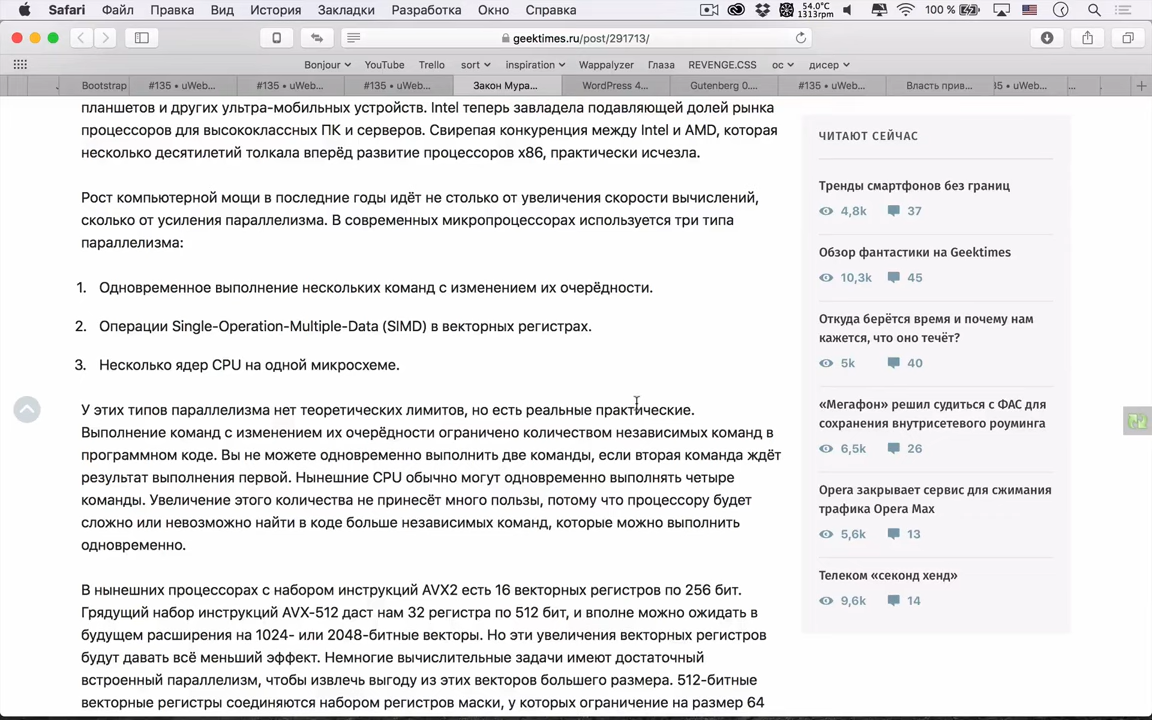 Safari Файл Правка Вид История Закладки Разработка Окно Справка 54.0°C 1313rpm 100 %
geektimes.ru/post/291713/
Bonjour YouTube Trello sort inspiration Wappalyzer Глаза REVENGE.CSS ос дисер
Bootstrap #135 • uWeb... #135 • uWeb... #135 • uWeb... Закон Мура... WordPress 4... Gutenberg 0.... #135 • uWeb... Власть прив... 35 • uWeb... ...
планшетов и других ультра-мобильных устройств. Intel теперь завладела подавляющей долей рынка
процессоров для высококлассных ПК и серверов. Свирепая конкуренция между Intel и AMD, которая
несколько десятилетий толкала вперёд развитие процессоров x86, практически исчезла.
Рост компьютерной мощи в последние годы идёт не столько от увеличения скорости вычислений,
сколько от усиления параллелизма. В современных микропроцессорах используется три типа
параллелизма:
1. Одновременное выполнение нескольких команд с изменением их очерёдности.
2. Операции Single-Operation-Multiple-Data (SIMD) в векторных регистрах.
3. Несколько ядер CPU на одной микросхеме.
У этих типов параллелизма нет теоретических лимитов, но есть реальные практические.
Выполнение команд с изменением их очерёдности ограничено количеством независимых команд в
программном коде. Вы не можете одновременно выполнить две команды, если вторая команда ждёт
результат выполнения первой. Нынешние CPU обычно могут одновременно выполнять четыре
команды. Увеличение этого количества не принесёт много пользы, потому что процессору будет
сложно или невозможно найти в коде больше независимых команд, которые можно выполнить
одновременно.
В нынешних процессорах с набором инструкций AVX2 есть 16 векторных регистров по 256 бит.
Грядущий набор инструкций AVX-512 даст нам 32 регистра по 512 бит, и вполне можно ожидать в
будущем расширения на 1024- или 2048-битные векторы. Но эти увеличения векторных регистров
будут давать всё меньший эффект. Немногие вычислительные задачи имеют достаточный
встроенный параллелизм, чтобы извлечь выгоду из этих векторов большего размера. 512-битные
векторные регистры соединяются набором регистров маски, у которых ограничение на размер 64
ЧИТАЮТ СЕЙЧАС
Тренды смартфонов без границ
4,8k 37
Обзор фантастики на Geektimes
10,3k 45
Откуда берётся время и почему нам
кажется, что оно течёт?
5k 40
«Мегафон» решил судиться с ФАС для
сохранения внутрисетевого роуминга
6,5k 26
Opera закрывает сервис для сжимания
трафика Opera Max
5,6k 13
Телеком «секонд хенд»
9,6k 14